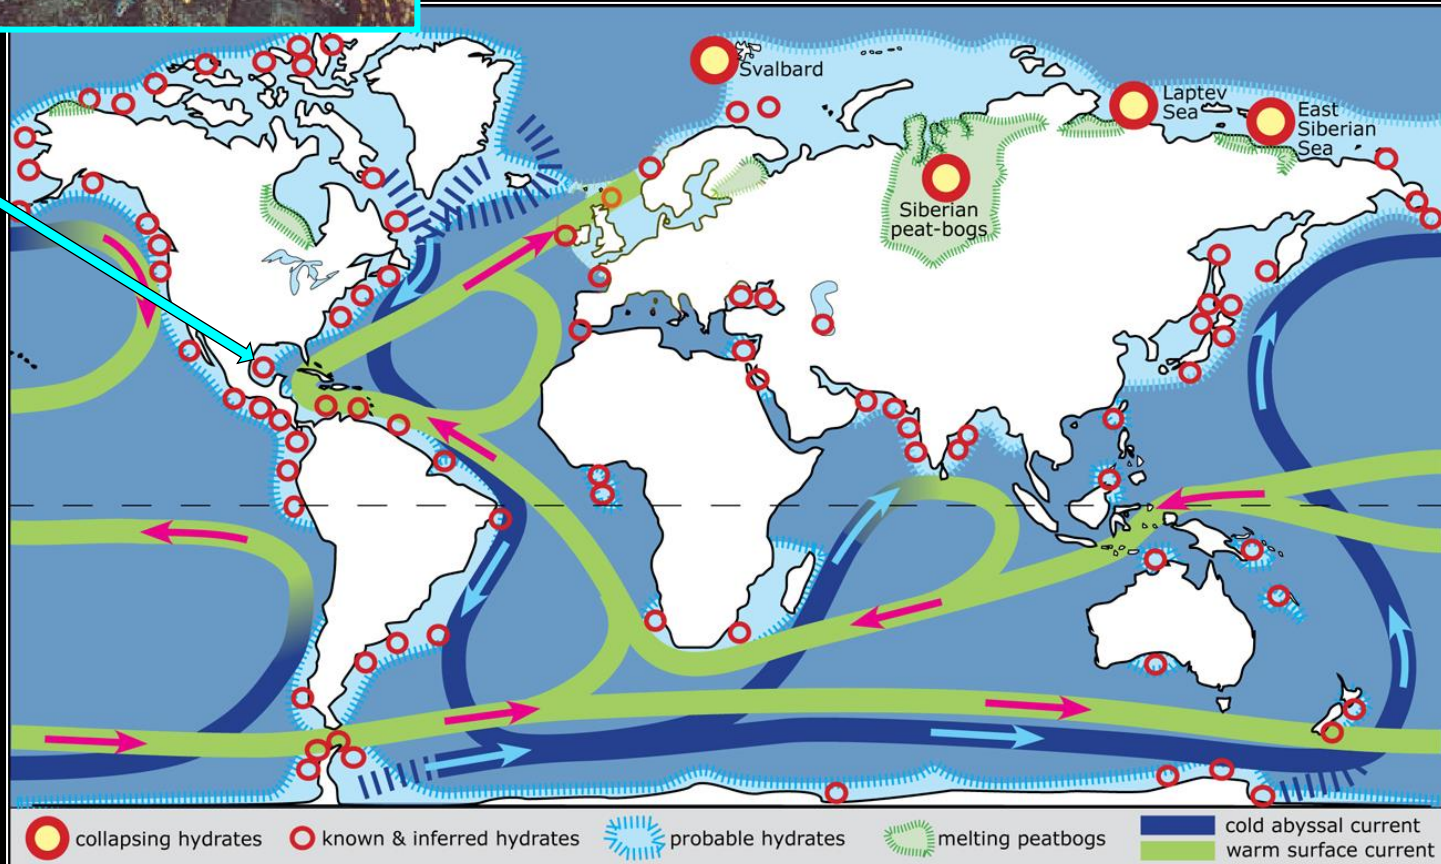 Svalbard
Laptev
Sea
East
Siberian
Sea
Siberian
peat-bogs
collapsing hydrates
known & inferred hydrates
probable hydrates
melting peatbogs
cold abyssal current
warm surface current